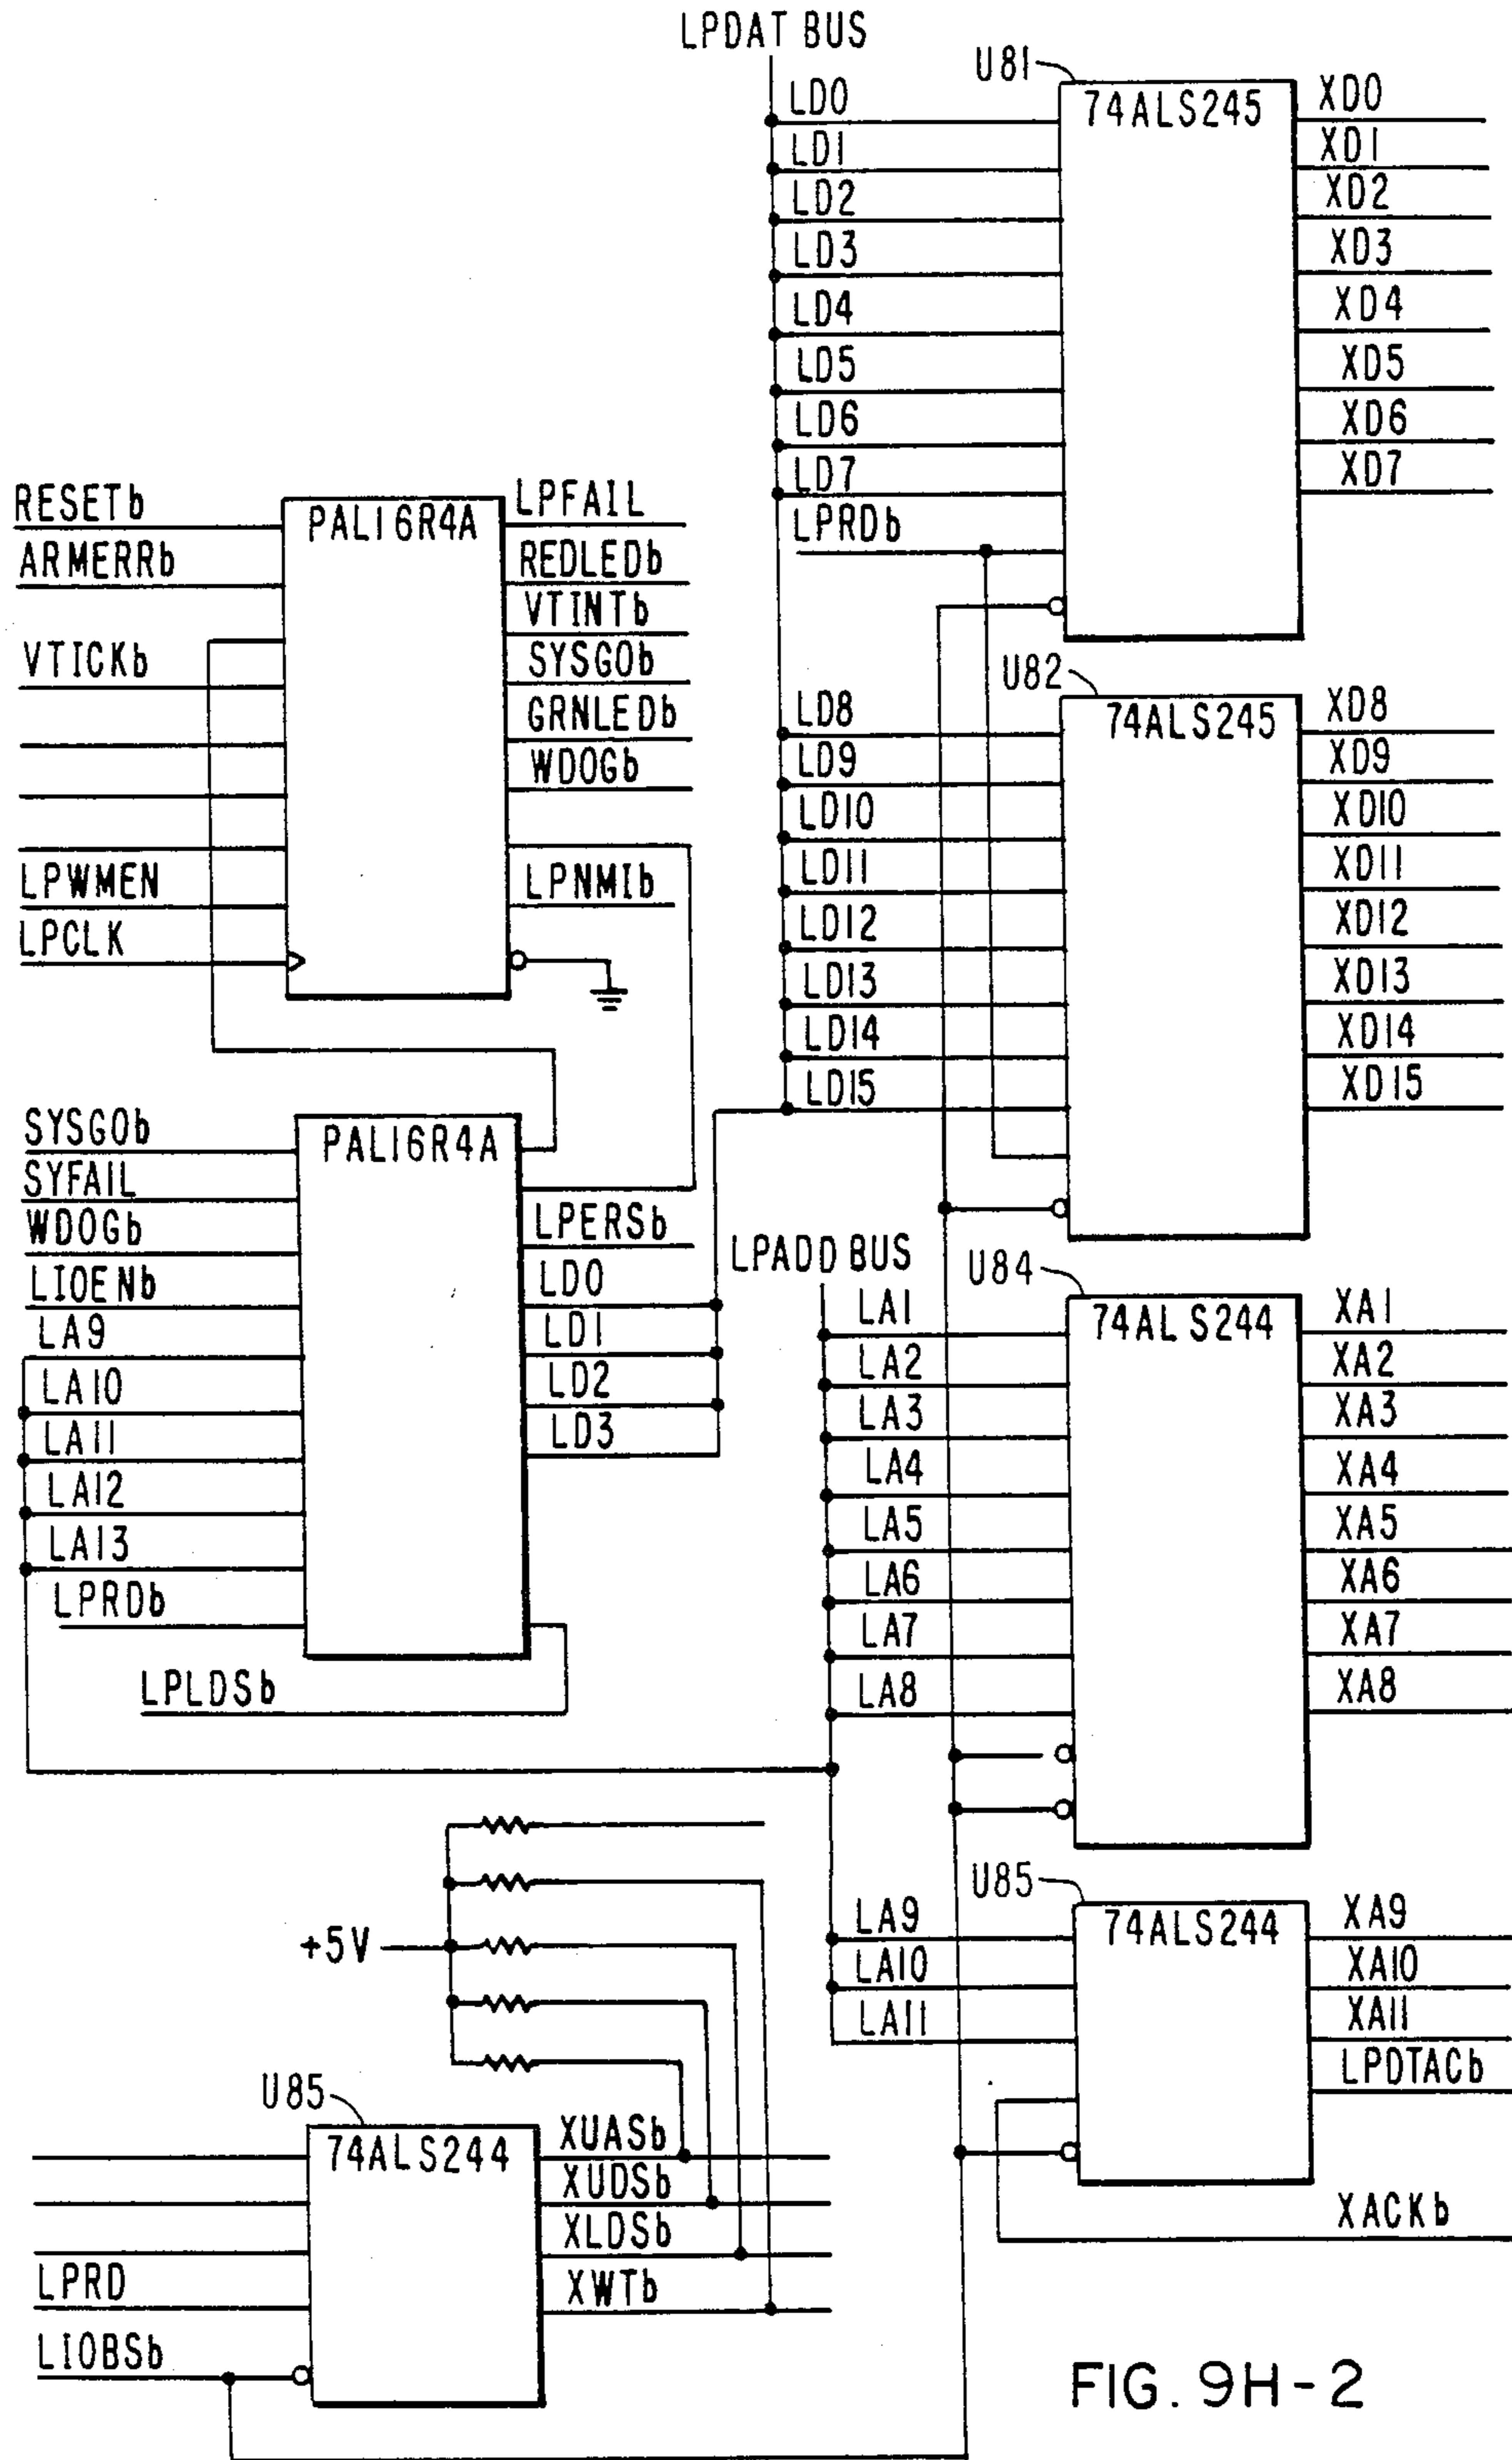 LPDAT BUS
U81
74ALS245
LD0
LD1
LD2
LD3
LD4
LD5
LD6
LD7
LPRDb
XD0
XD1
XD2
XD3
XD4
XD5
XD6
XD7
RESETb
ARMERRb
VTICKb
LPWMEN
LPCLK
PAL16R4A
LPFAIL
REDLEDb
VTINTb
SYSGOb
GRNLEDb
WDOGb
LPNMIb
U82
74ALS245
LD8
LD9
LD10
LD11
LD12
LD13
LD14
LD15
XD8
XD9
XD10
XD11
XD12
XD13
XD14
XD15
SYSGOb
SYFAIL
WDOGb
LIOENb
LA9
LA10
LA11
LA12
LA13
LPRDb
LPLDSb
PAL16R4A
LPERSb
LD0
LD1
LD2
LD3
LPADD BUS
U84
74ALS244
LA1
LA2
LA3
LA4
LA5
LA6
LA7
LA8
XA1
XA2
XA3
XA4
XA5
XA6
XA7
XA8
U85
74ALS244
LA9
LA10
LA11
XA9
XA10
XA11
LPDTACb
XACKb
+5V
U85
74ALS244
LPRD
LIOBSb
XUASb
XUDSb
XLDSb
XWTb
FIG. 9H-2